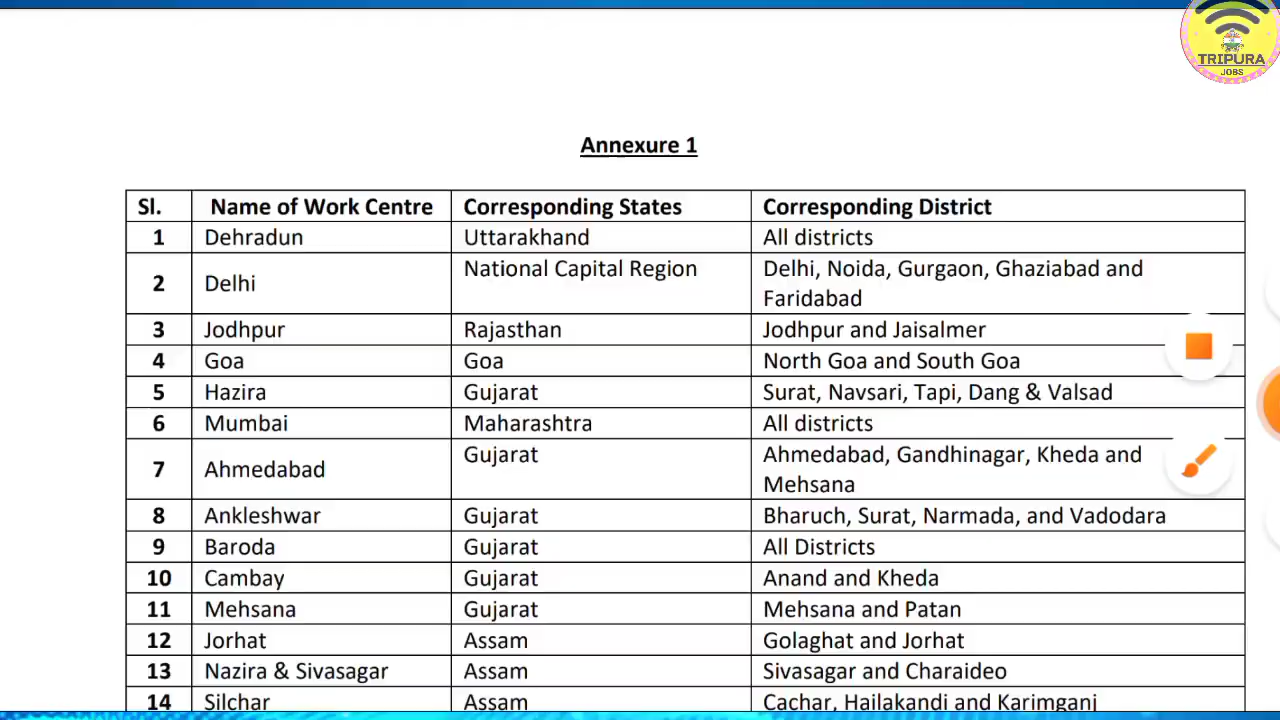 TRIPURA
JOBS
Annexure 1
Sl. Name of Work Centre Corresponding States Corresponding District
1 Dehradun Uttarakhand All districts
2 Delhi National Capital Region Delhi, Noida, Gurgaon, Ghaziabad and
Faridabad
3 Jodhpur Rajasthan Jodhpur and Jaisalmer
4 Goa Goa North Goa and South Goa
5 Hazira Gujarat Surat, Navsari, Tapi, Dang & Valsad
6 Mumbai Maharashtra All districts
7 Ahmedabad Gujarat Ahmedabad, Gandhinagar, Kheda and
Mehsana
8 Ankleshwar Gujarat Bharuch, Surat, Narmada, and Vadodara
9 Baroda Gujarat All Districts
10 Cambay Gujarat Anand and Kheda
11 Mehsana Gujarat Mehsana and Patan
12 Jorhat Assam Golaghat and Jorhat
13 Nazira & Sivasagar Assam Sivasagar and Charaideo
14 Silchar Assam Cachar, Hailakandi and Karimganj